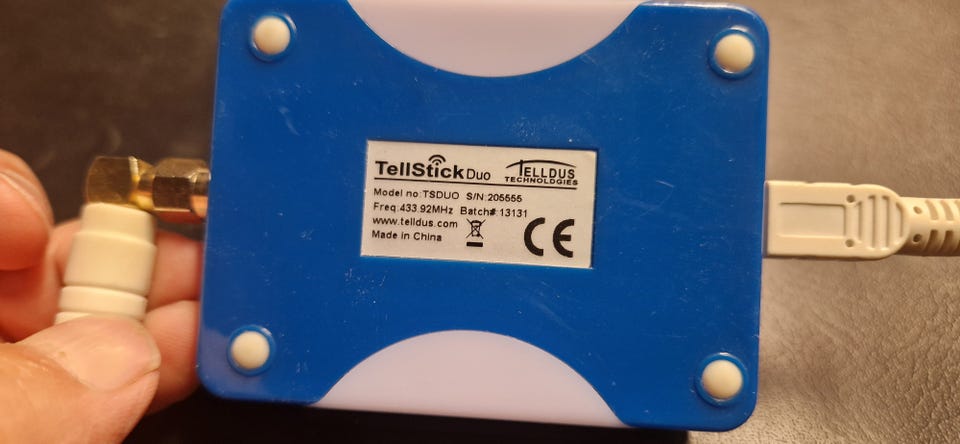 TellStick Duo TELLDUS
TECHNOLOGIES
Model no:TSDUO S/N:205555
Freq:433.92MHz Batch#:13131
www.telldus.com
Made in China CE